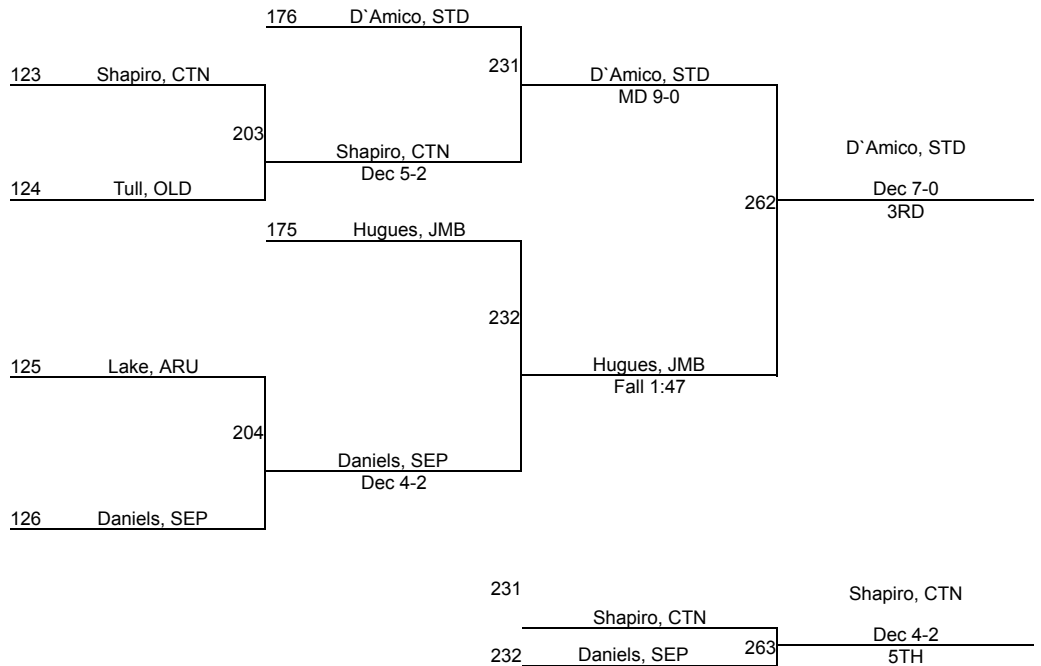 176 D`Amico, STD
231
123 Shapiro, CTN
D`Amico, STD
MD 9-0
203
Shapiro, CTN
Dec 5-2
D`Amico, STD
124 Tull, OLD
262
Dec 7-0
3RD
175 Hugues, JMB
232
125 Lake, ARU
Hugues, JMB
Fall 1:47
204
Daniels, SEP
Dec 4-2
126 Daniels, SEP
231
Shapiro, CTN
Shapiro, CTN
Dec 4-2
232 Daniels, SEP
263
5TH